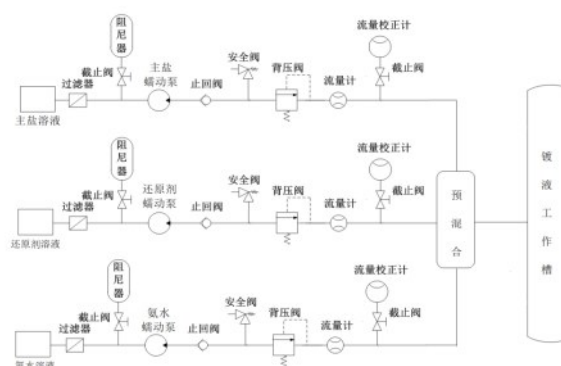 阻尼器
截止阀
过滤器
主盐溶液
主盐
蠕动泵
止回阀
安全阀
背压阀
流量计
流量校正计
截止阀
阻尼器
截止阀
过滤器
还原剂溶液
还原剂
蠕动泵
止回阀
安全阀
背压阀
流量计
流量校正计
截止阀
阻尼器
截止阀
过滤器
氨水溶液
氨水
蠕动泵
止回阀
安全阀
背压阀
流量计
流量校正计
截止阀
预混合
镀液工作槽